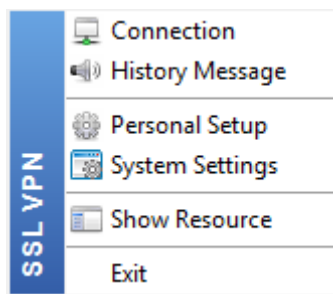 SSL VPN
Connection
History Message
Personal Setup
System Settings
Show Resource
Exit